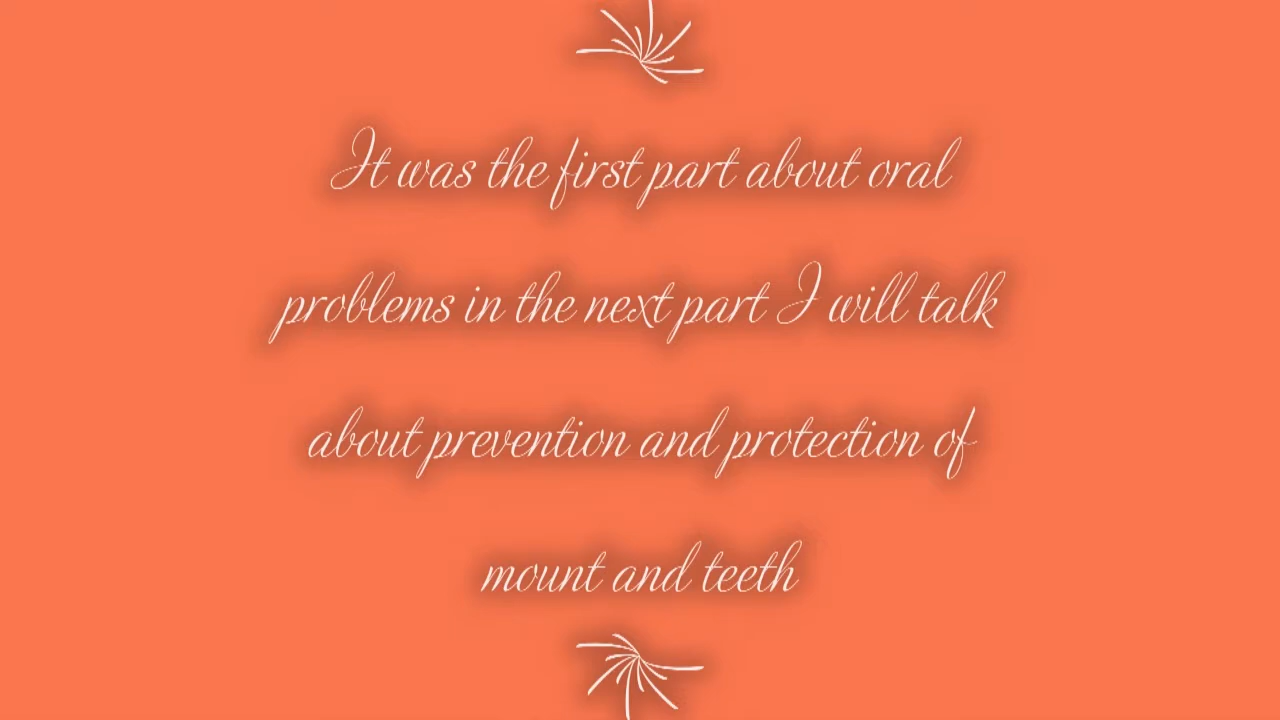 It was the first part about oral
problems in the next part I will talk
about prevention and protection of
mount and teeth